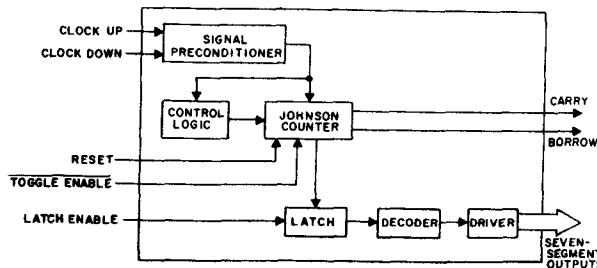 CLOCK UP
CLOCK DOWN
SIGNAL
PRECONDITIONER
CONTROL
LOGIC
JOHNSON
COUNTER
CARRY
BORROW
RESET
TOGGLE ENABLE
LATCH ENABLE
LATCH
DECODER
DRIVER
SEVEN-
SEGMENT
OUTPUTS